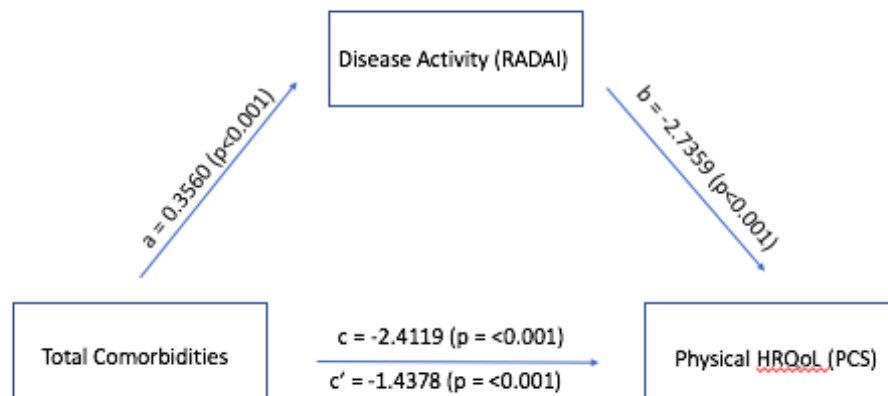 Disease Activity (RADAI)
a = 0.3560 (p<0.001)
b = -2.7359 (p<0.001)
Total Comorbidities
c = -2.4119 (p = <0.001)
c’ = -1.4378 (p = <0.001)
Physical HRQoL (PCS)